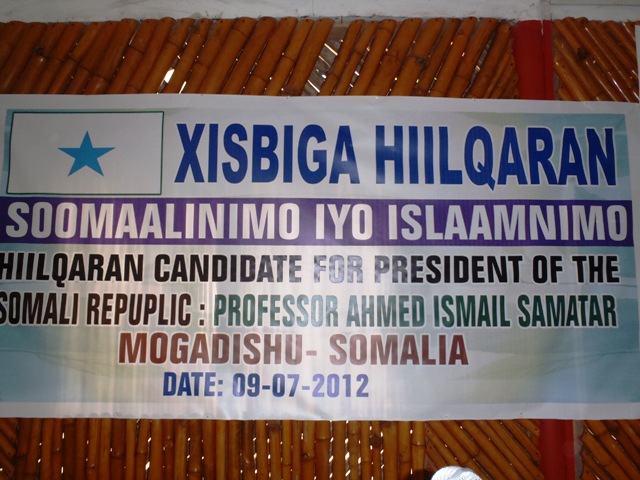 XISBIGA HIILQARAN
SOOMAALINIMO IYO ISLAAMNIMO
HIILQARAN CANDIDATE FOR PRESIDENT OF THE
SOMALI REPUPLIC : PROFESSOR AHMED ISMAIL SAMATAR
MOGADISHU- SOMALIA
DATE: 09-07-2012